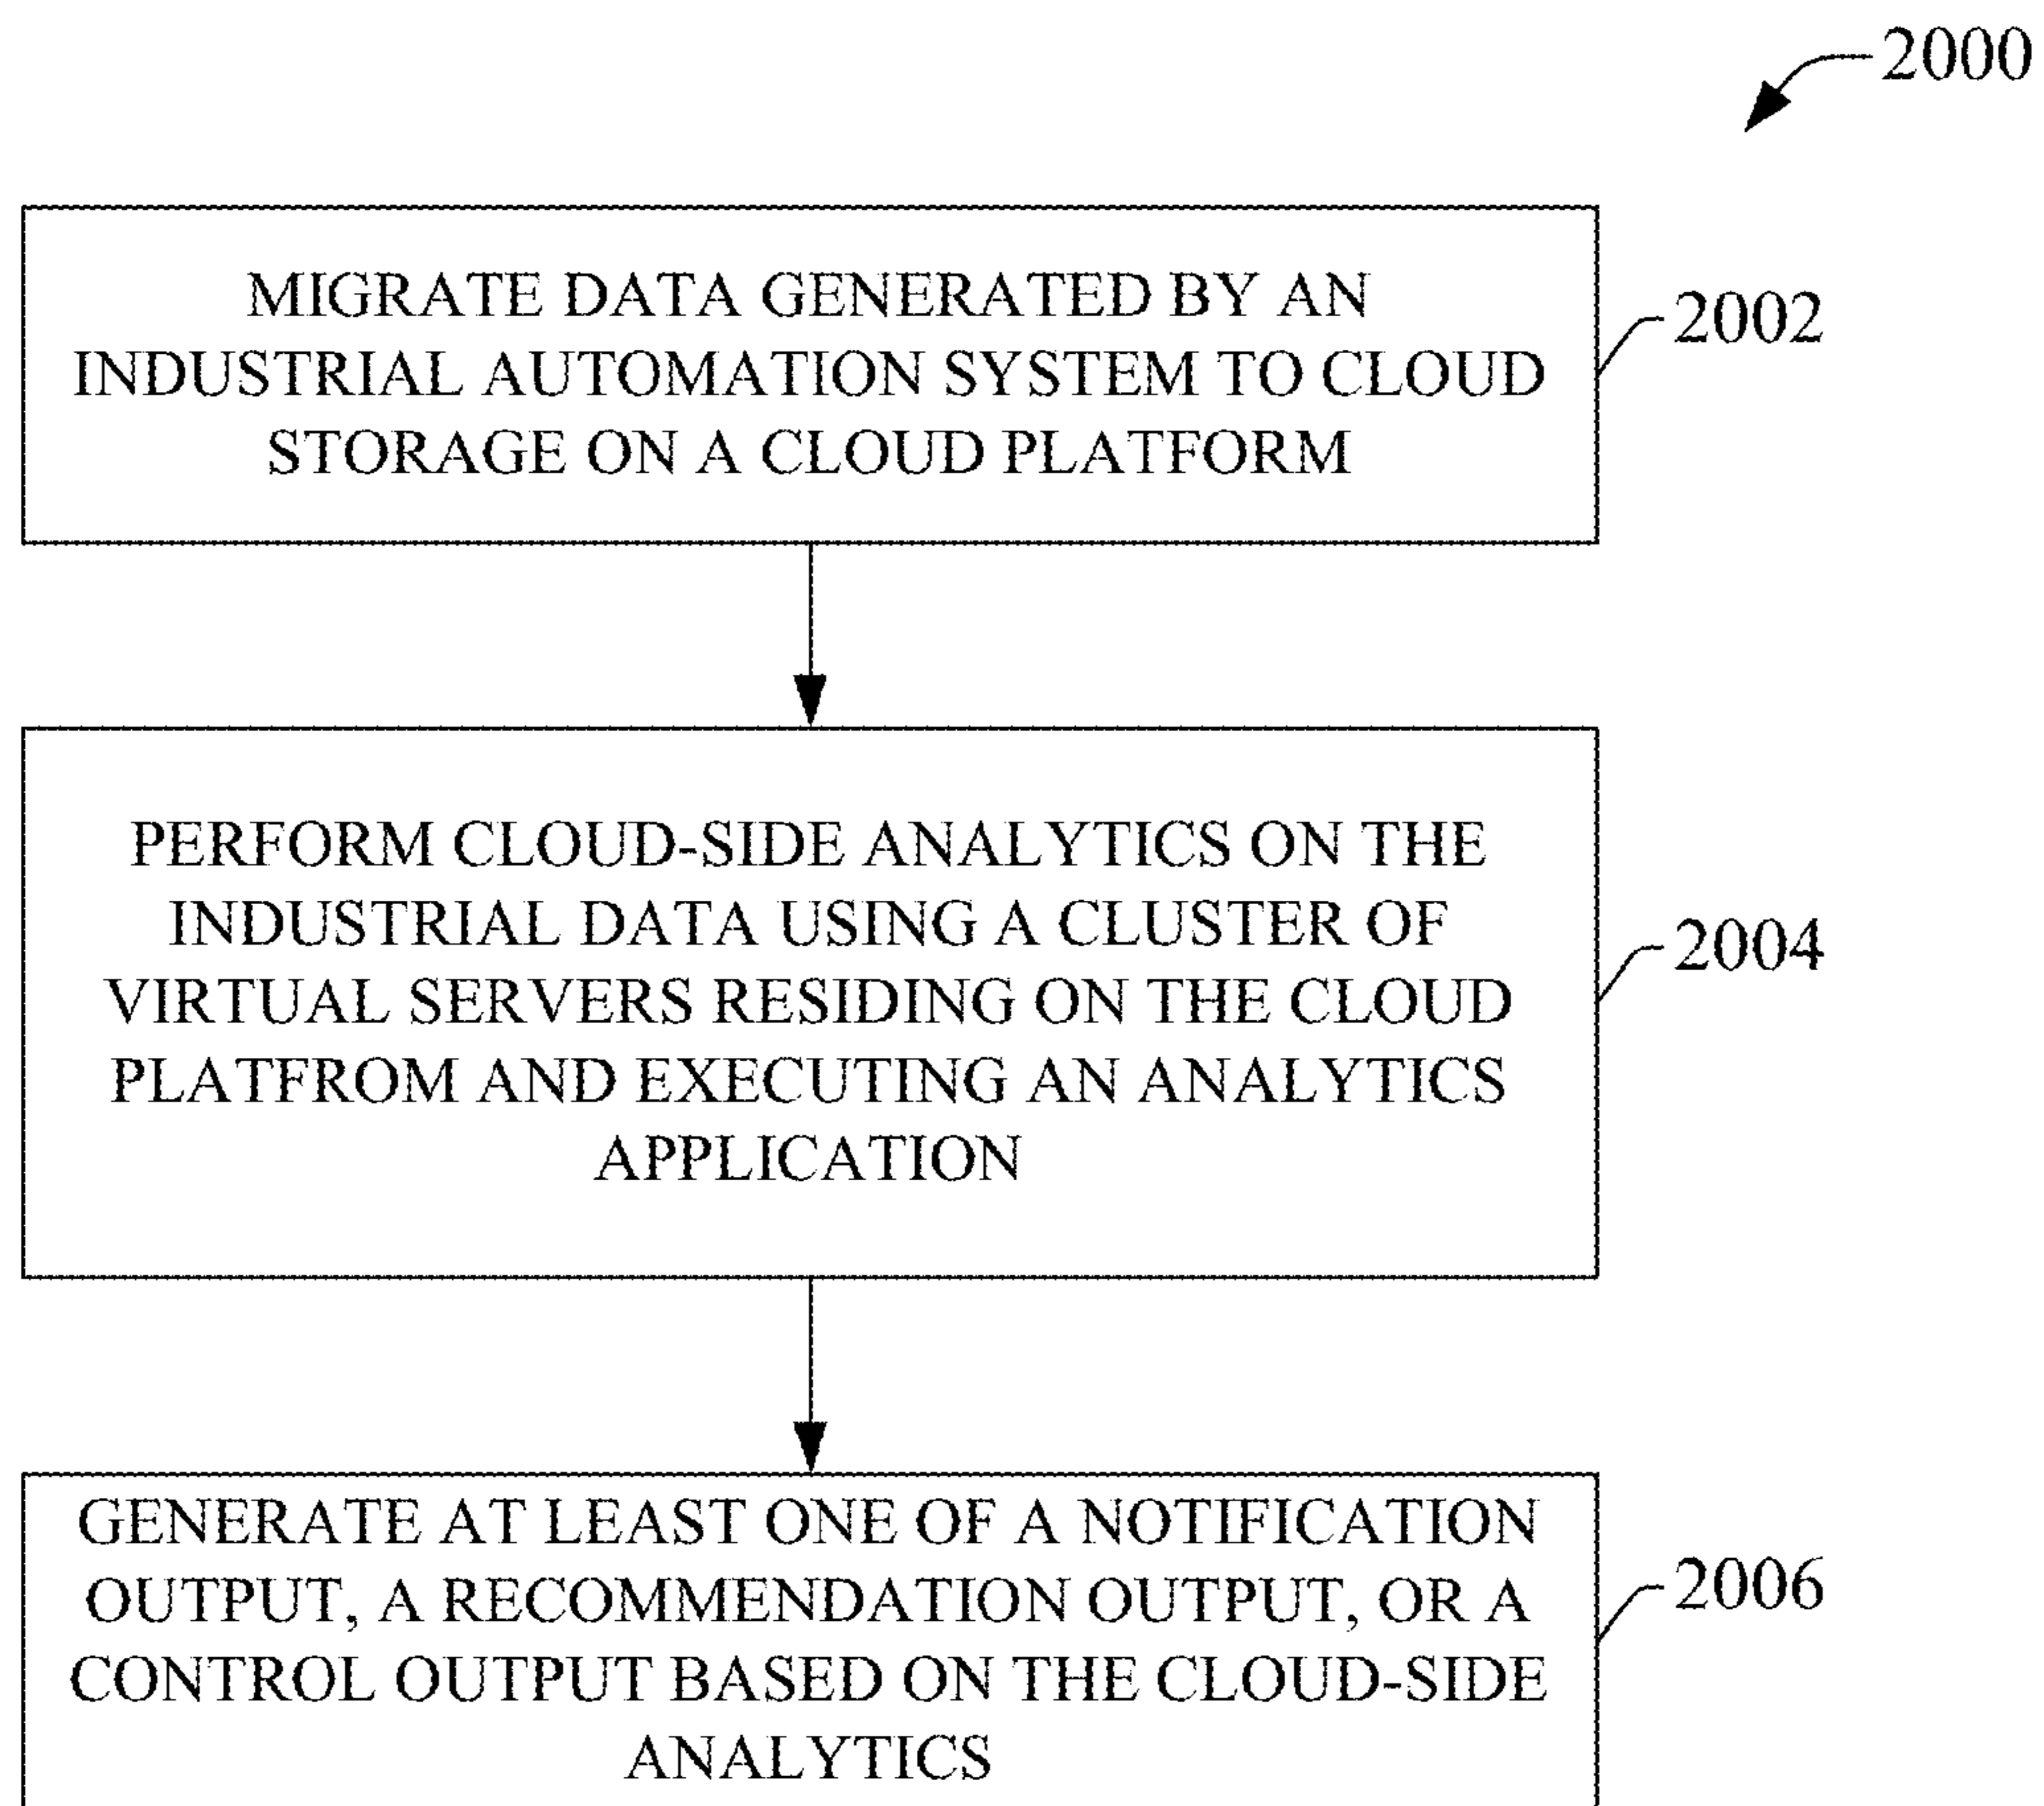 2000
MIGRATE DATA GENERATED BY AN
INDUSTRIAL AUTOMATION SYSTEM TO CLOUD
STORAGE ON A CLOUD PLATFORM
2002
PERFORM CLOUD-SIDE ANALYTICS ON THE
INDUSTRIAL DATA USING A CLUSTER OF
VIRTUAL SERVERS RESIDING ON THE CLOUD
PLATFROM AND EXECUTING AN ANALYTICS
APPLICATION
2004
GENERATE AT LEAST ONE OF A NOTIFICATION
OUTPUT, A RECOMMENDATION OUTPUT, OR A
CONTROL OUTPUT BASED ON THE CLOUD-SIDE
ANALYTICS
2006